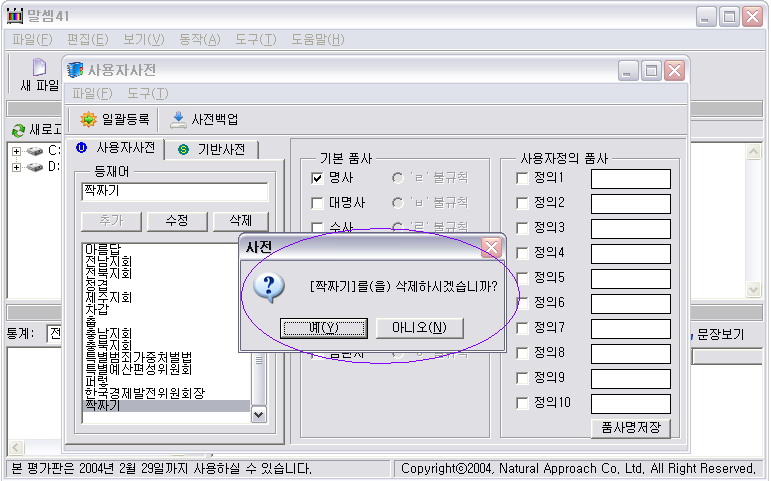 말셈41
파일(F) 편집(E) 보기(V) 동작(A) 도구(T) 도움말(H)
새 파일
새로고
C:
D:
통계:
문장보기
사용자사전
파일(F) 도구(T)
일괄등록 사전백업
사용자사전 기반사전
등재어
짝짜기
추가 수정 삭제
아름답
전남지회
전북지회
정겹
제주지회
차갑
춥
충남지회
충북지회
특별범죄가중처벌법
특별예산편성위원회
퍼렇
한국경제발전위원회장
짝짜기
기본 품사
명사 'ㄹ' 불규칙
대명사 'ㅂ' 불규칙
수사 불규칙
사용자정의 품사
정의1
정의2
정의3
정의4
정의5
정의6
정의7
정의8
정의9
정의10
품사명저장
사전
[짝짜기]를(을) 삭제하시겠습니까?
예(Y) 아니오(N)
본 평가판은 2004년 2월 29일까지 사용하실 수 있습니다.
Copyright©2004, Natural Approach Co. Ltd, All Right Reserved.